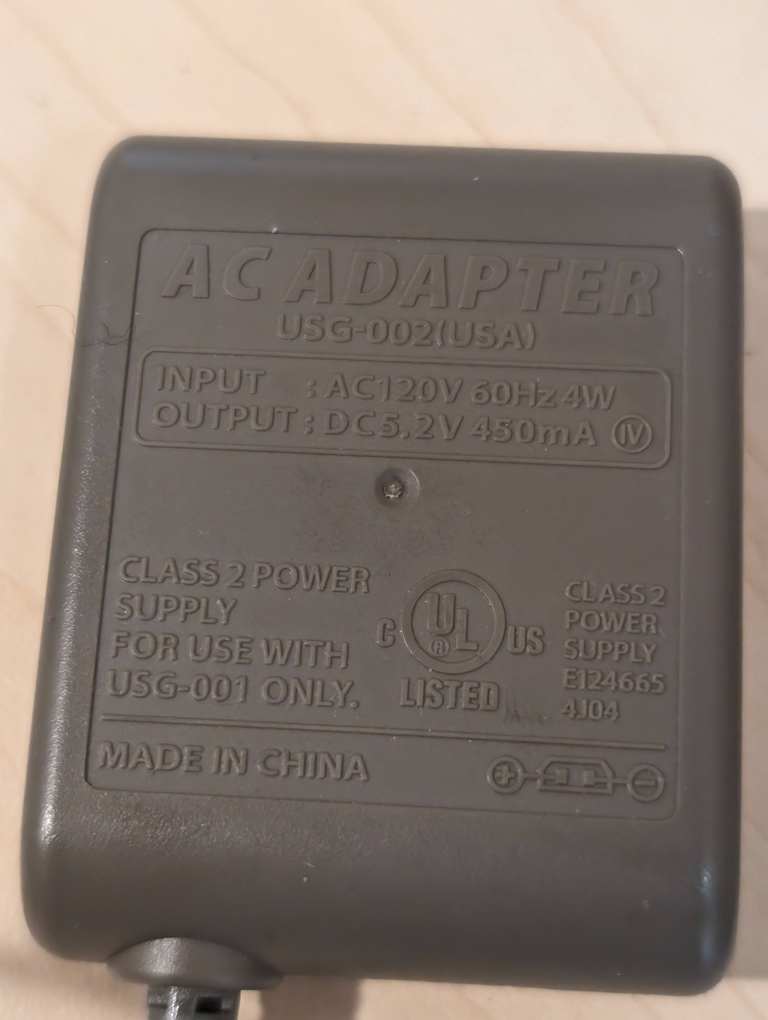 AC ADAPTER
USG-002(USA)
INPUT : AC120V 60Hz 4W
OUTPUT : DC5.2V 450mA IV
CLASS 2 POWER
SUPPLY
FOR USE WITH
USG-001 ONLY.
C UL US
R
LISTED
CLASS 2
POWER
SUPPLY
E124665
4J04
MADE IN CHINA